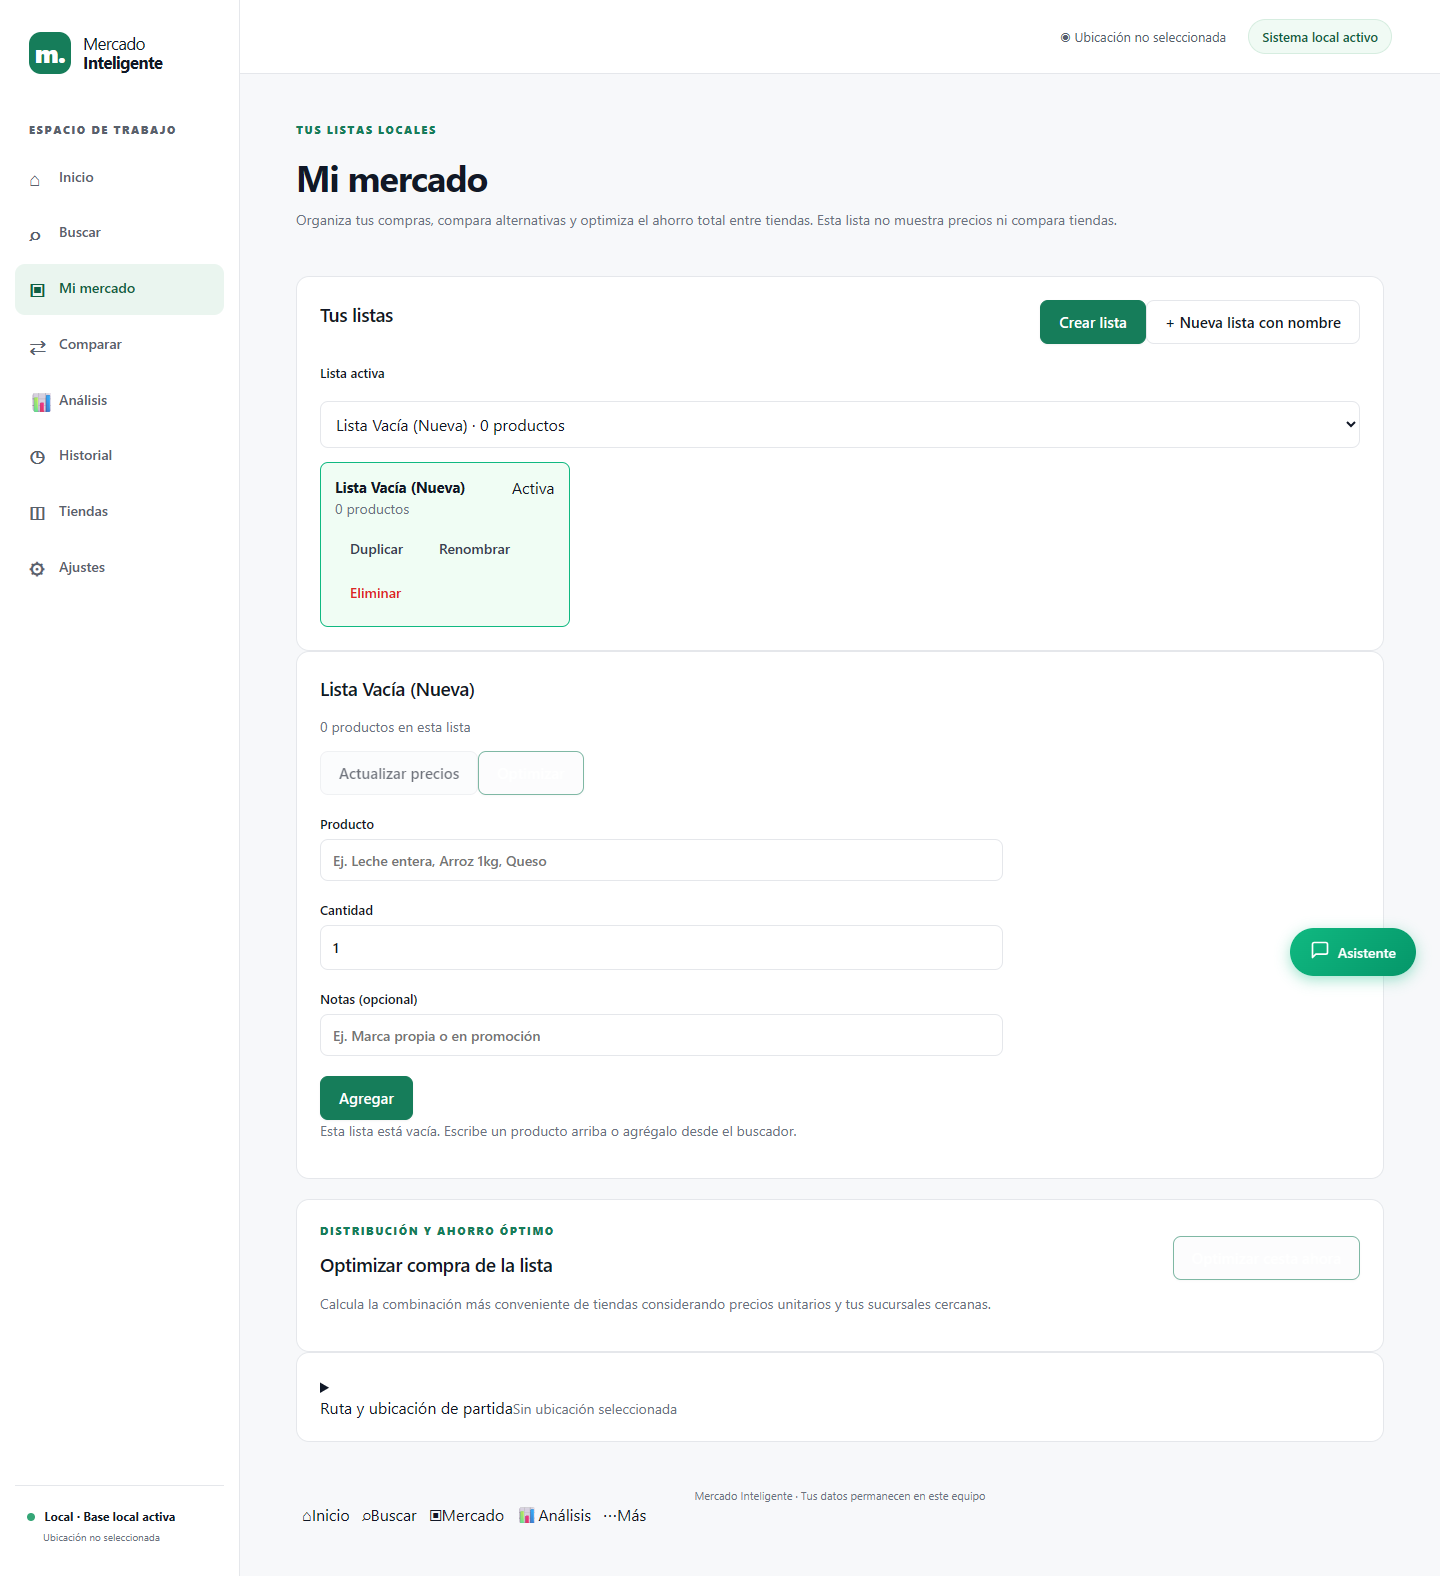 m.
Mercado
Inteligente
ESPACIO DE TRABAJO
Inicio
Buscar
Mi mercado
Comparar
Análisis
Historial
Tiendas
Ajustes
Local · Base local activa
Ubicación no seleccionada
Ubicación no seleccionada
Sistema local activo
TUS LISTAS LOCALES
Mi mercado
Organiza tus compras, compara alternativas y optimiza el ahorro total entre tiendas. Esta lista no muestra precios ni compara tiendas.
Tus listas
Crear lista
+ Nueva lista con nombre
Lista activa
Lista Vacía (Nueva) · 0 productos
Lista Vacía (Nueva)
Activa
0 productos
Duplicar
Renombrar
Eliminar
Lista Vacía (Nueva)
0 productos en esta lista
Actualizar precios
Producto
Ej. Leche entera, Arroz 1kg, Queso
Cantidad
1
Notas (opcional)
Ej. Marca propia o en promoción
Agregar
Esta lista está vacía. Escribe un producto arriba o agrégalo desde el buscador.
Asistente
DISTRIBUCIÓN Y AHORRO ÓPTIMO
Optimizar compra de la lista
Calcula la combinación más conveniente de tiendas considerando precios unitarios y tus sucursales cercanas.
Ruta y ubicación de partidaSin ubicación seleccionada
Mercado Inteligente · Tus datos permanecen en este equipo
Inicio Buscar Mercado Análisis ···Más